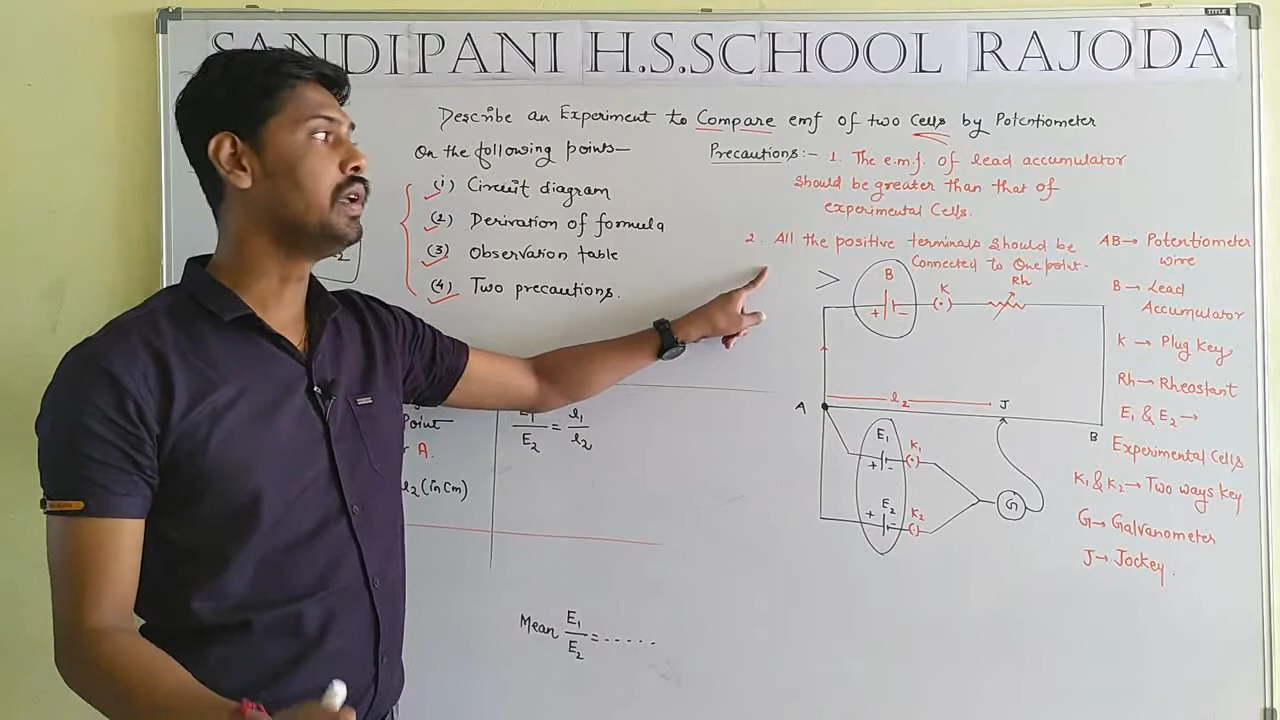 TITLE
SANDIPANI H.S.SCHOOL RAJODA
Describe an Experiment to Compare emf of two cells by Potentiometer
On the following points—
(1) Circuit diagram
(2) Derivation of formula
(3) Observation table
(4) Two precautions.
Precautions:- 1. The e.m.f. of lead accumulator
should be greater than that of
experimental Cells.
2. All the positive terminals should be
Connected to One point.
>
B
+ -
K
(·)
Rh
A
l2
J
B
E1
+ -
K1
(·)
E2
+ -
K2
(·)
G
AB→ Potentiometer
wire
B→ Lead
Accumulator
K → Plug Key
Rh→ Rheostant
E1 & E2→
Experimental Cells
K1 & K2→ Two ways Key
G→ Galvanometer
J→ Jockey.
2
Point
A.
l2 (in Cm)
E1/E2 = l1/l2
Mean E1/E2 = ......